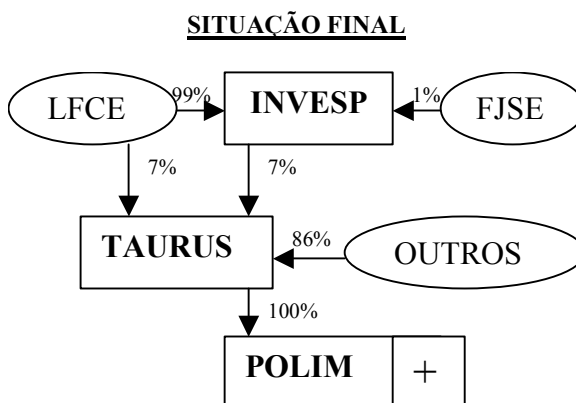 SITUAÇÃO FINAL
LFCE 99% INVESP 1% FJSE
7% 7%
TAURUS 86% OUTROS
100%
POLIM +